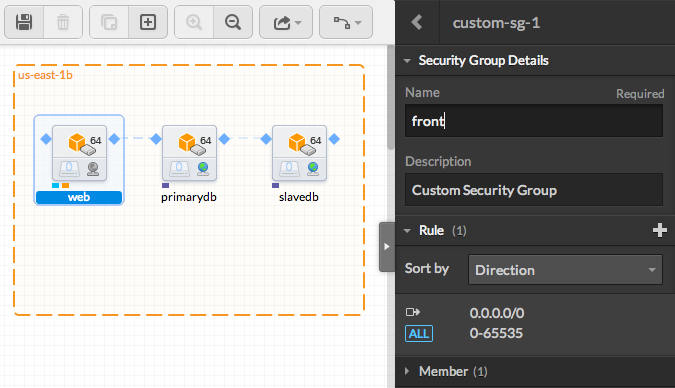 us-east-1b
64
64
64
web
primarydb
slavedb
custom-sg-1
Security Group Details
Name
Required
front
Description
Custom Security Group
Rule (1)
Sort by
Direction
0.0.0.0/0
ALL
0-65535
Member (1)